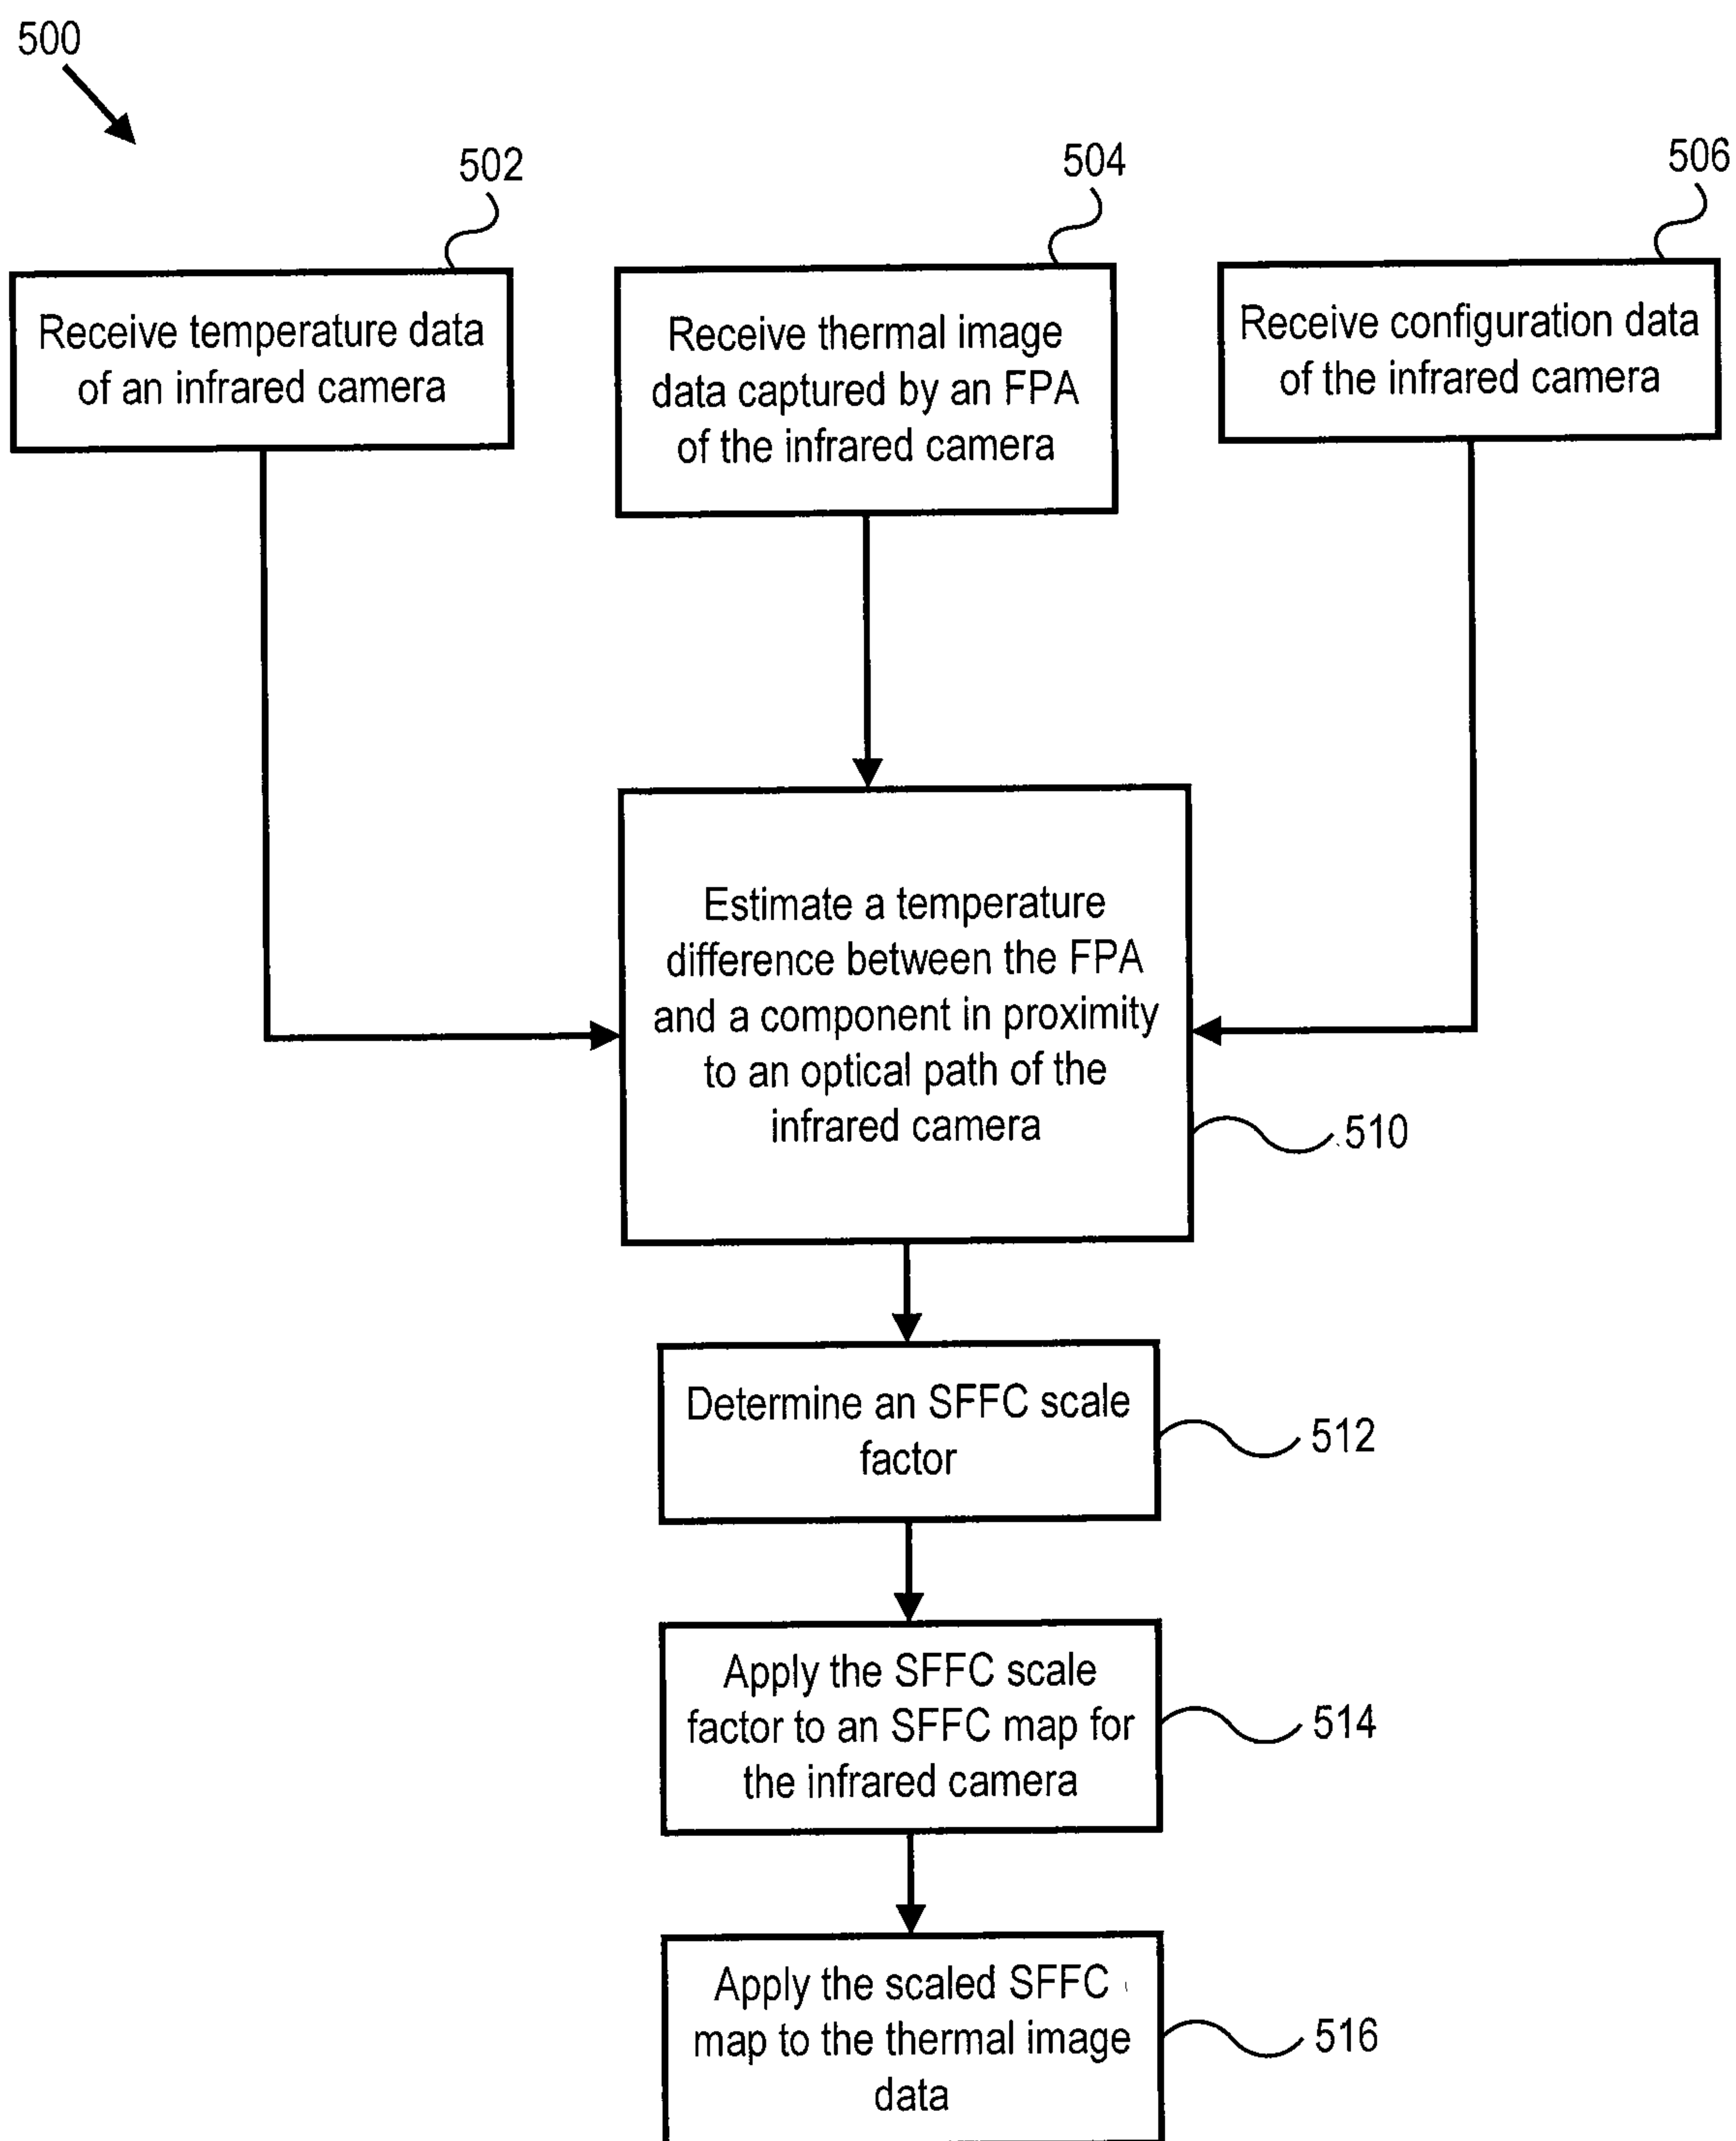 500
502
504
506
Receive temperature data
of an infrared camera
Receive thermal image
data captured by an FPA
of the infrared camera
Receive configuration data
of the infrared camera
Estimate a temperature
difference between the FPA
and a component in proximity
to an optical path of the
infrared camera
510
Determine an SFFC scale
factor
512
Apply the SFFC scale
factor to an SFFC map for
the infrared camera
514
Apply the scaled SFFC
map to the thermal image
data
516